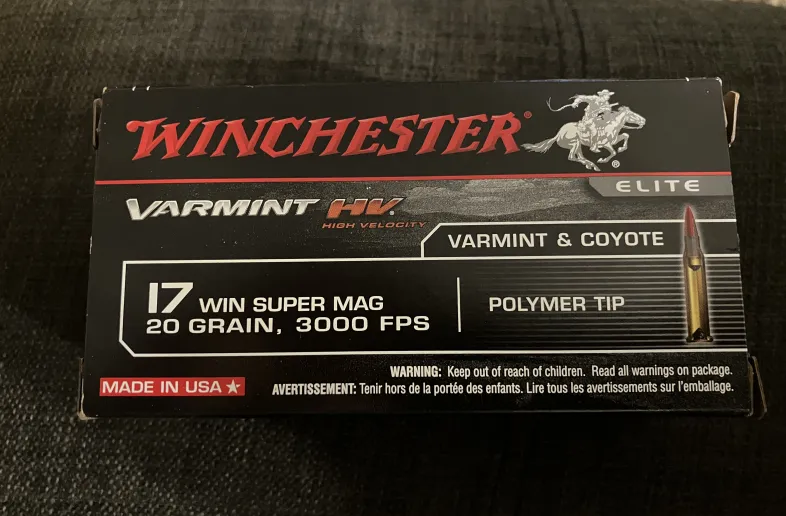 WINCHESTER®
®
ELITE
VARMINT HV®
HIGH VELOCITY
VARMINT & COYOTE
17 WIN SUPER MAG
20 GRAIN, 3000 FPS
POLYMER TIP
WARNING: Keep out of reach of children. Read all warnings on package.
MADE IN USA ★
AVERTISSEMENT: Tenir hors de la portée des enfants. Lire tous les avertissements sur l'emballage.